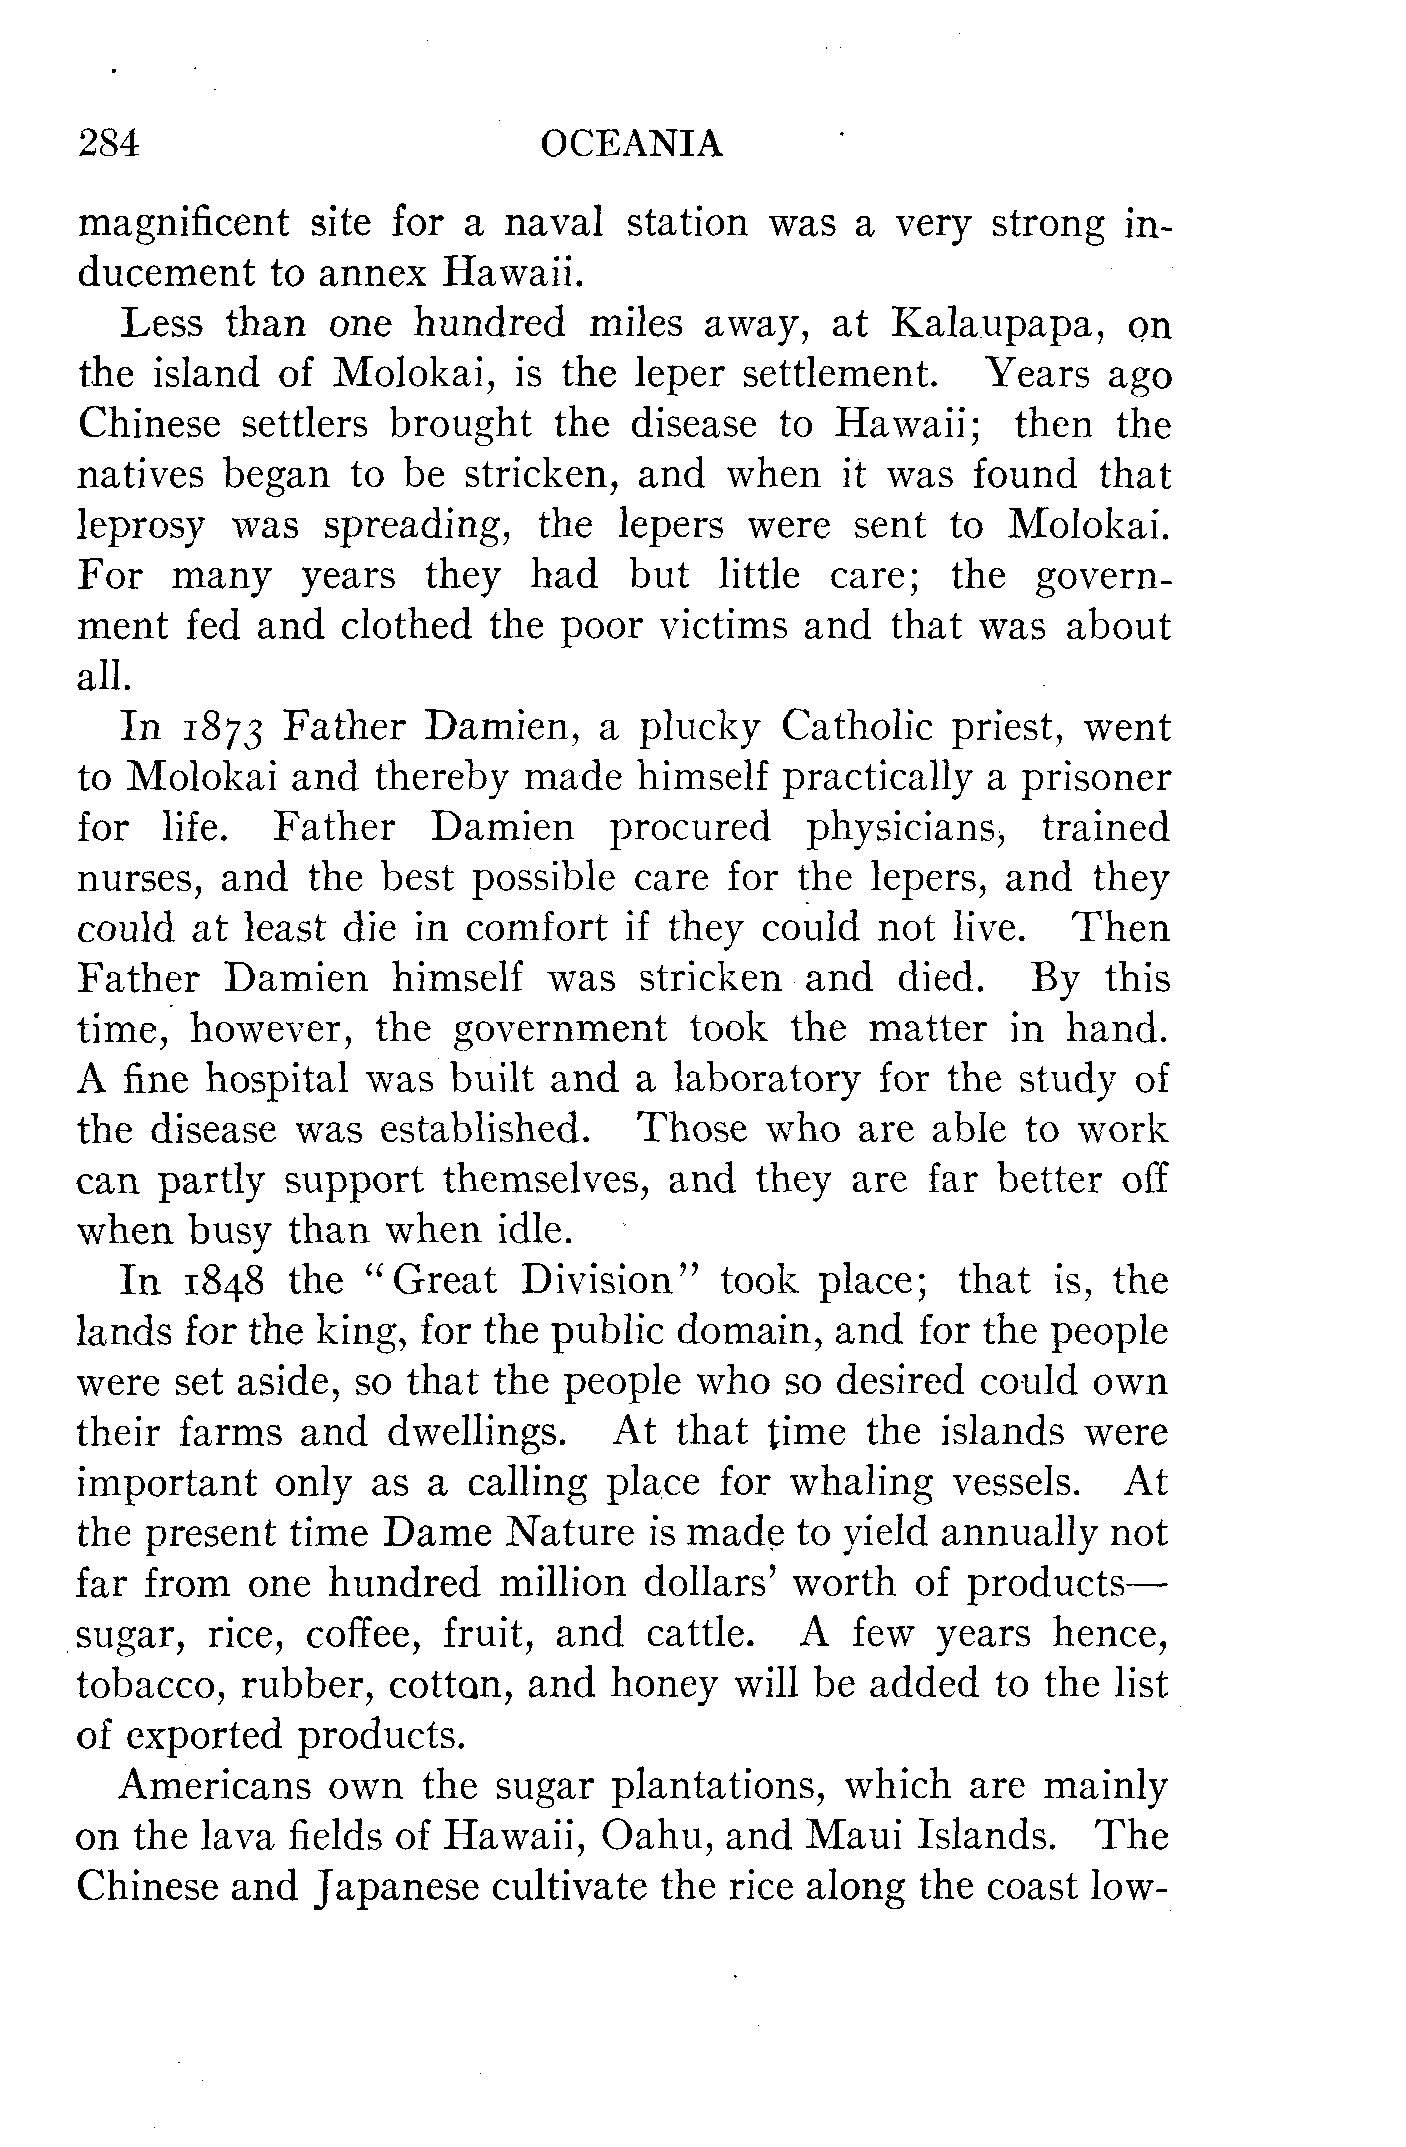 284 OCEANIA
magnificent site for a naval station was a very strong in-
ducement to annex Hawaii.
Less than one hundred miles away, at Kalaupapa, on
the island of Molokai, is the leper settlement. Years ago
Chinese settlers brought the disease to Hawaii; then the
natives began to be stricken, and when it was found that
leprosy was spreading, the lepers were sent to Molokai.
For many years they had but little care; the govern-
ment fed and clothed the poor victims and that was about
all.
In 1873 Father Damien, a plucky Catholic priest, went
to Molokai and thereby made himself practically a prisoner
for life. Father Damien procured physicians, trained
nurses, and the best possible care for the lepers, and they
could at least die in comfort if they could not live. Then
Father Damien himself was stricken and died. By this
time, however, the government took the matter in hand.
A fine hospital was built and a laboratory for the study of
the disease was established. Those who are able to work
can partly support themselves, and they are far better off
when busy than when idle.
In 1848 the "Great Division" took place; that is, the
lands for the king, for the public domain, and for the people
were set aside, so that the people who so desired could own
their farms and dwellings. At that time the islands were
important only as a calling place for whaling vessels. At
the present time Dame Nature is made to yield annually not
far from one hundred million dollars' worth of products—
sugar, rice, coffee, fruit, and cattle. A few years hence,
tobacco, rubber, cotton, and honey will be added to the list
of exported products.
Americans own the sugar plantations, which are mainly
on the lava fields of Hawaii, Oahu, and Maui Islands. The
Chinese and Japanese cultivate the rice along the coast low-